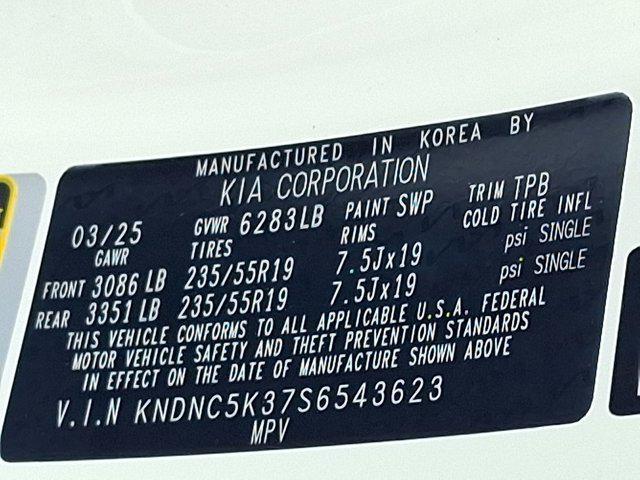 MANUFACTURED IN KOREA BY
KIA CORPORATION
03/25 GVWR 6283LB PAINT SWP TRIM TPB
GAWR TIRES RIMS COLD TIRE INFL
FRONT 3086 LB 235/55R19 7.5Jx19 psi SINGLE
REAR 3351 LB 235/55R19 7.5Jx19 psi SINGLE
THIS VEHICLE CONFORMS TO ALL APPLICABLE U.S.A. FEDERAL
MOTOR VEHICLE SAFETY AND THEFT PREVENTION STANDARDS
IN EFFECT ON THE DATE OF MANUFACTURE SHOWN ABOVE
V.I.N KNDNC5K37S6543623
MPV